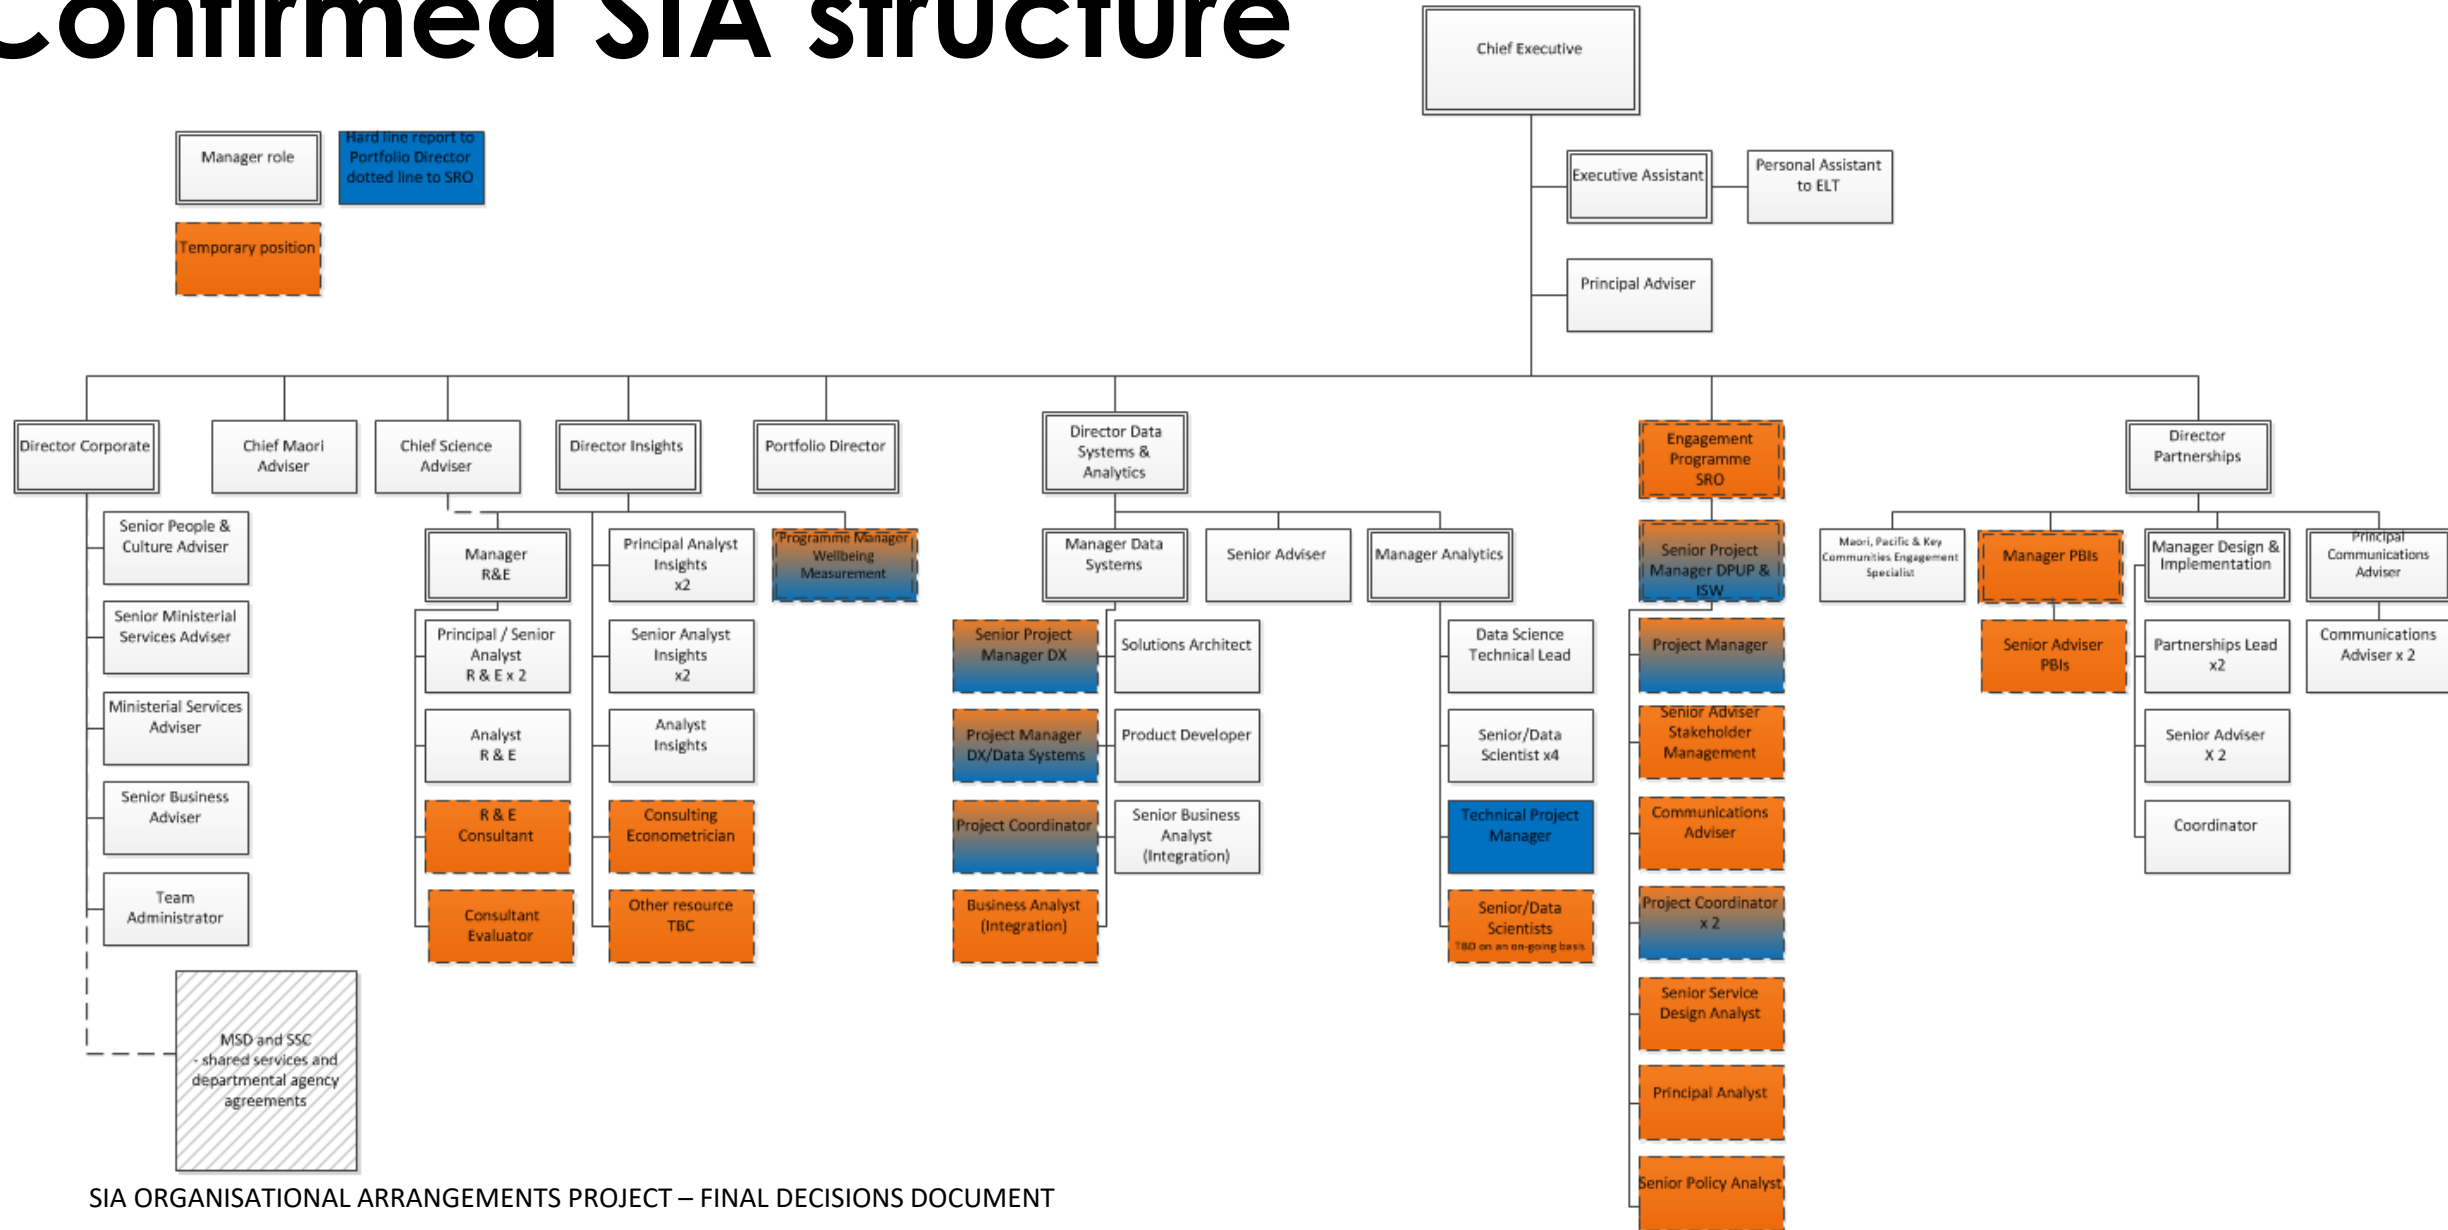 Confirmed SIA structure
Chief Executive
Manager role
Hard line report to
Portfolio Director
dotted line to SRO
Temporary position
Executive Assistant
Personal Assistant
to ELT
Principal Adviser
Director Corporate
Chief Maori
Adviser
Chief Science
Adviser
Director Insights
Portfolio Director
Director Data
Systems &
Analytics
Engagement
Programme
SRO
Director
Partnerships
Senior People &
Culture Adviser
Senior Ministerial
Services Adviser
Ministerial Services
Adviser
Senior Business
Adviser
Team
Administrator
MSD and SSC
- shared services and
departmental agency
agreements
Manager
R&E
Principal / Senior
Analyst
R & E x 2
Analyst
R & E
R & E
Consultant
Consultant
Evaluator
Principal Analyst
Insights
x2
Senior Analyst
Insights
x2
Analyst
Insights
Consulting
Econometrician
Other resource
TBC
Programme Manager
Wellbeing
Measurement
Manager Data
Systems
Senior Adviser
Manager Analytics
Senior Project
Manager DX
Project Manager
DX/Data Systems
Project Coordinator
Business Analyst
(Integration)
Solutions Architect
Product Developer
Senior Business
Analyst
(Integration)
Data Science
Technical Lead
Senior/Data
Scientist x4
Technical Project
Manager
Senior/Data
Scientists
TBD on an on-going basis
Senior Project
Manager DPUP &
ISW
Project Manager
Senior Adviser
Stakeholder
Management
Communications
Adviser
Project Coordinator
x 2
Senior Service
Design Analyst
Principal Analyst
Senior Policy Analyst
Maori, Pacific & Key
Communities Engagement
Specialist
Manager PBIs
Senior Adviser
PBIs
Manager Design &
Implementation
Partnerships Lead
x2
Senior Adviser
X 2
Coordinator
Principal
Communications
Adviser
Communications
Adviser x 2
SIA ORGANISATIONAL ARRANGEMENTS PROJECT – FINAL DECISIONS DOCUMENT